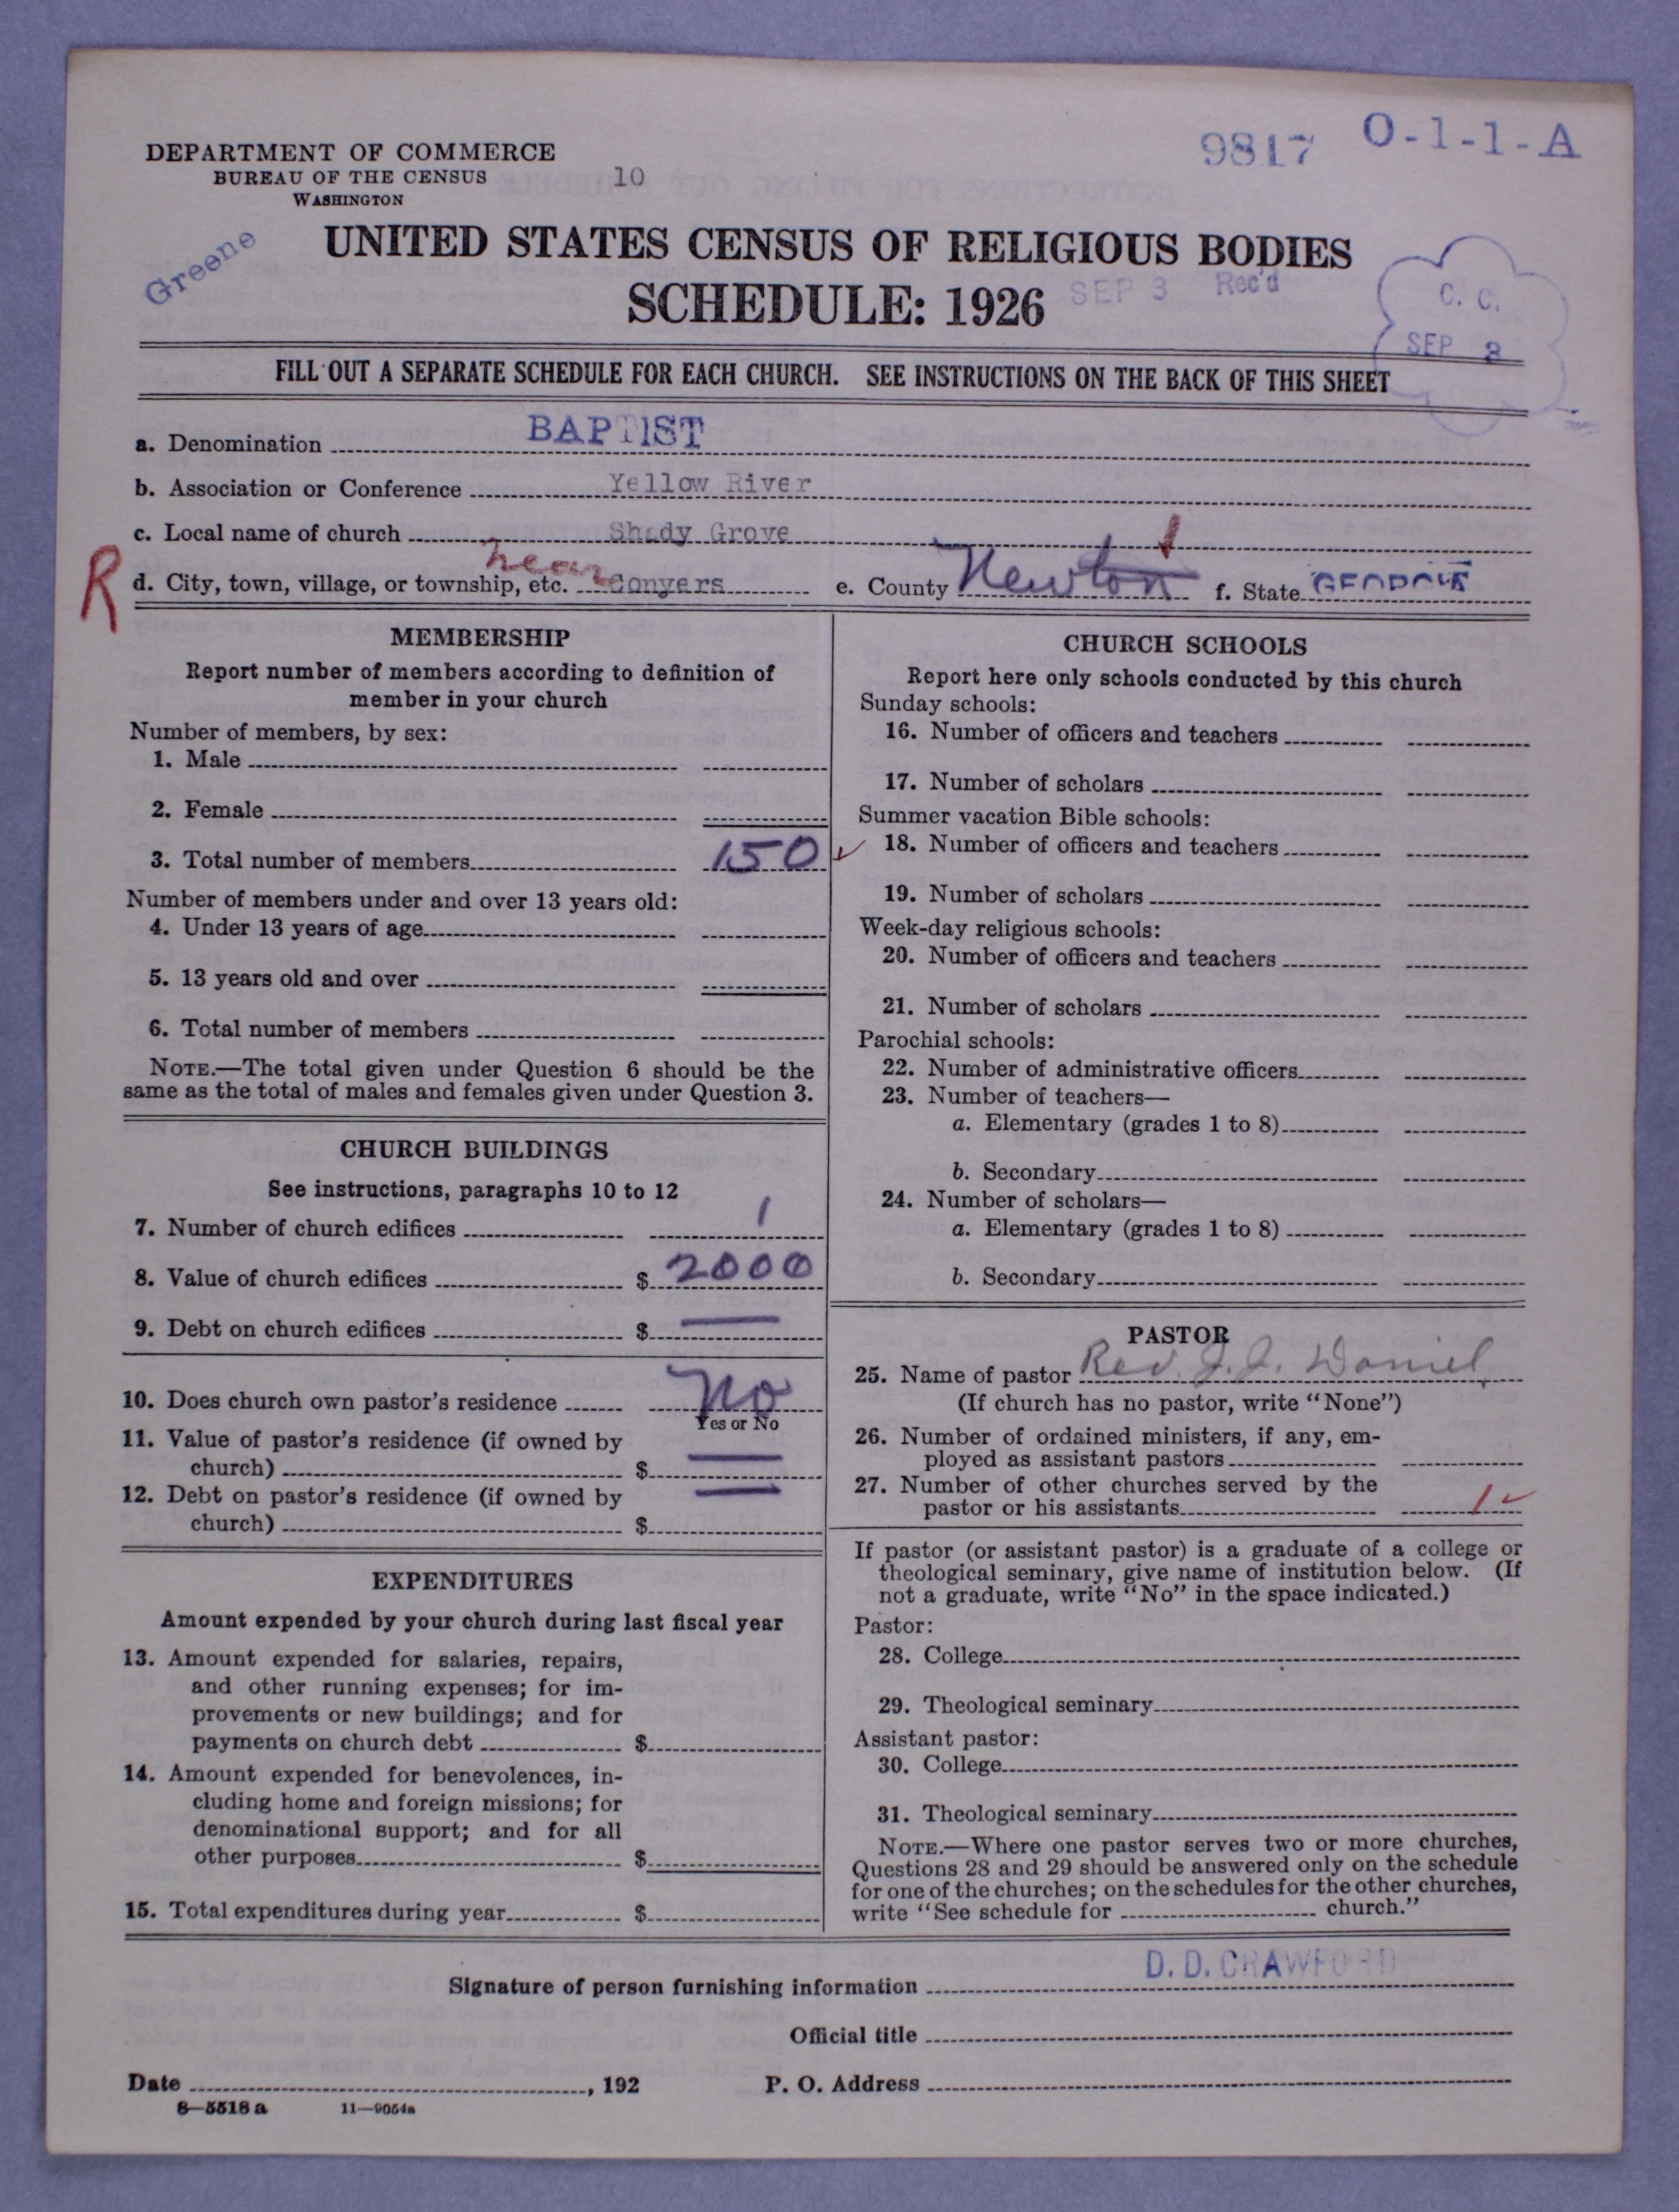 9817 O-1-1-A
DEPARTMENT OF COMMERCE
BUREAU OF THE CENSUS 10
WASHINGTON
Greene
UNITED STATES CENSUS OF RELIGIOUS BODIES
SCHEDULE: 1926 SEP 3 Rec'd
C. C.
SEP 3
FILL OUT A SEPARATE SCHEDULE FOR EACH CHURCH. SEE INSTRUCTIONS ON THE BACK OF THIS SHEET
a. Denomination BAPTIST
b. Association or Conference Yellow River
c. Local name of church Shady Grove
R d. City, town, village, or township, etc. near Conyers e. County Newton f. State GEORGIA
MEMBERSHIP
Report number of members according to definition of
member in your church
Number of members, by sex:
1. Male
2. Female
3. Total number of members 150
Number of members under and over 13 years old:
4. Under 13 years of age
5. 13 years old and over
6. Total number of members
NOTE.—The total given under Question 6 should be the
same as the total of males and females given under Question 3.
CHURCH BUILDINGS
See instructions, paragraphs 10 to 12
7. Number of church edifices 1
8. Value of church edifices $ 2000
9. Debt on church edifices $ —
10. Does church own pastor's residence No
Yes or No
11. Value of pastor's residence (if owned by
church) $ —
12. Debt on pastor's residence (if owned by
church) $ —
EXPENDITURES
Amount expended by your church during last fiscal year
13. Amount expended for salaries, repairs,
and other running expenses; for im-
provements or new buildings; and for
payments on church debt $
14. Amount expended for benevolences, in-
cluding home and foreign missions; for
denominational support; and for all
other purposes $
15. Total expenditures during year $
CHURCH SCHOOLS
Report here only schools conducted by this church
Sunday schools:
16. Number of officers and teachers
17. Number of scholars
Summer vacation Bible schools:
18. Number of officers and teachers
19. Number of scholars
Week-day religious schools:
20. Number of officers and teachers
21. Number of scholars
Parochial schools:
22. Number of administrative officers
23. Number of teachers—
a. Elementary (grades 1 to 8)
b. Secondary
24. Number of scholars—
a. Elementary (grades 1 to 8)
b. Secondary
PASTOR
25. Name of pastor Rev. J. J. Daniel
(If church has no pastor, write "None")
26. Number of ordained ministers, if any, em-
ployed as assistant pastors
27. Number of other churches served by the
pastor or his assistants 1
If pastor (or assistant pastor) is a graduate of a college or
theological seminary, give name of institution below. (If
not a graduate, write "No" in the space indicated.)
Pastor:
28. College
29. Theological seminary
Assistant pastor:
30. College
31. Theological seminary
NOTE.—Where one pastor serves two or more churches,
Questions 28 and 29 should be answered only on the schedule
for one of the churches; on the schedules for the other churches,
write "See schedule for church."
Signature of person furnishing information D. D. CRAWFORD
Official title
Date , 192 P. O. Address
8—5518 a 11—9054a